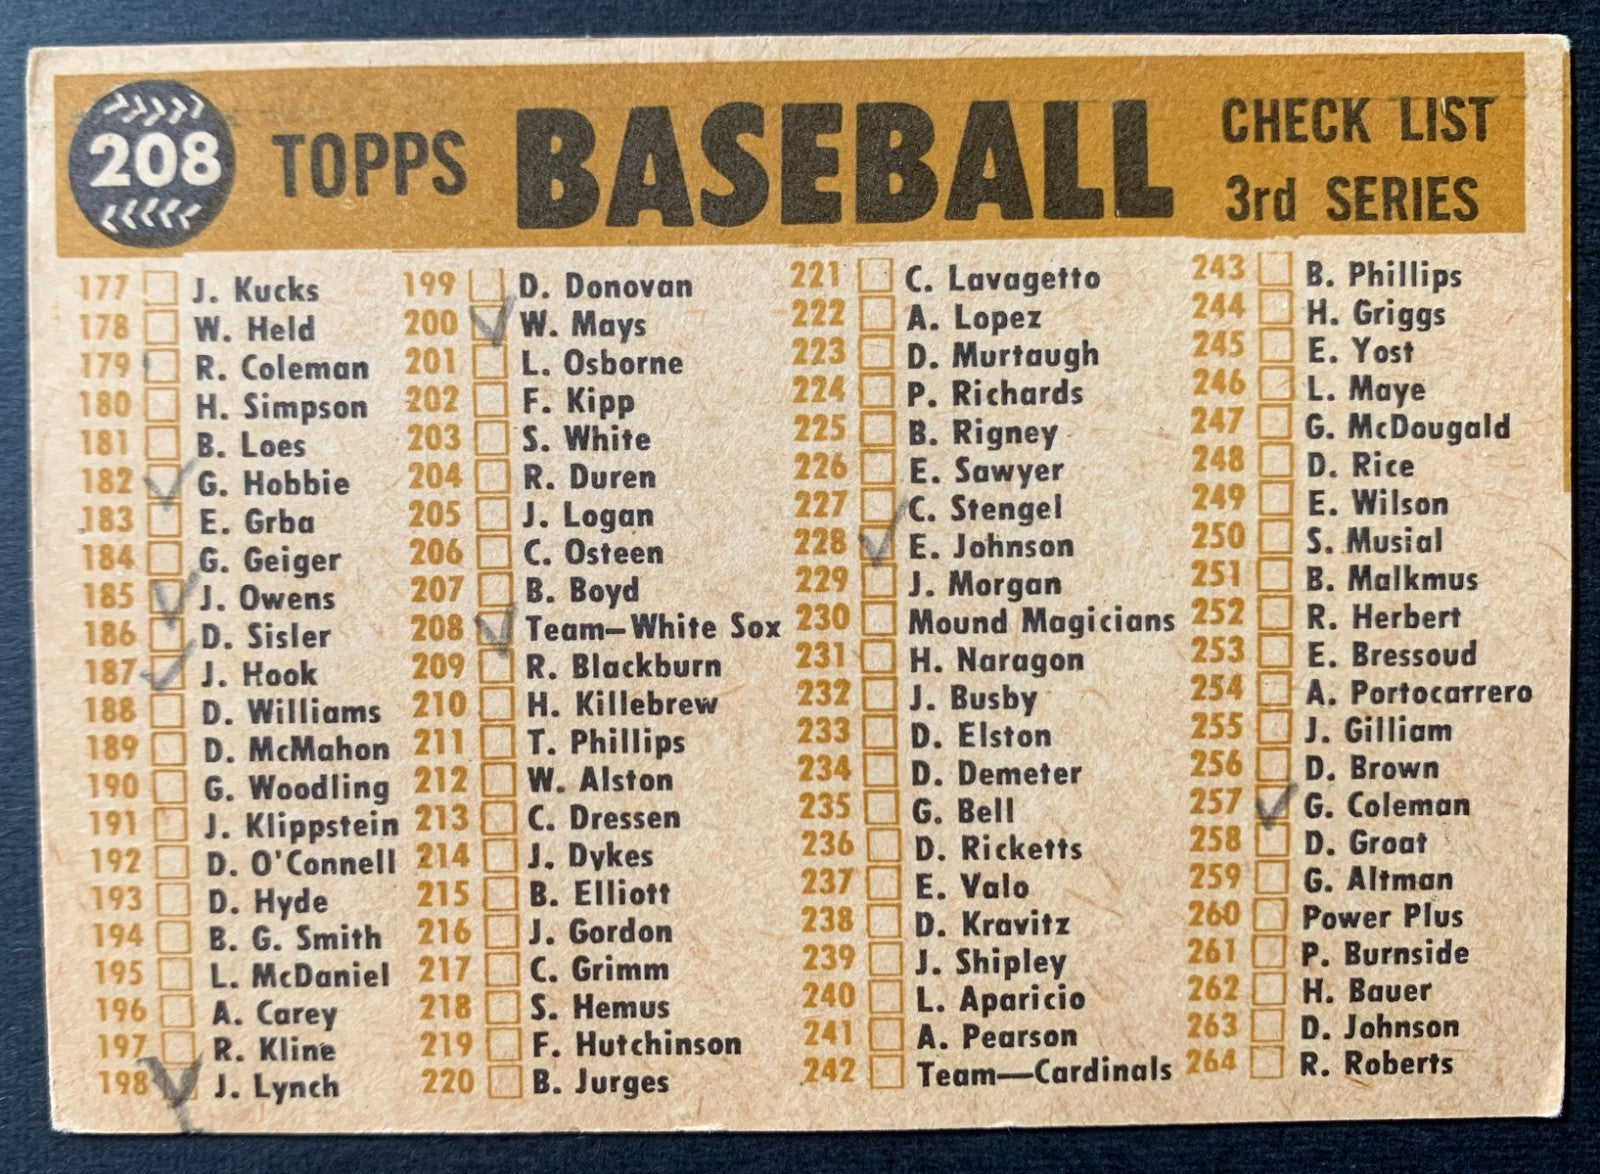 208 TOPPS BASEBALL CHECK LIST
3rd SERIES
177 J. Kucks
178 W. Held
179 R. Coleman
180 H. Simpson
181 B. Loes
182 G. Hobbie
183 E. Grba
184 G. Geiger
185 J. Owens
186 D. Sisler
187 J. Hook
188 D. Williams
189 D. McMahon
190 G. Woodling
191 J. Klippstein
192 D. O'Connell
193 D. Hyde
194 B. G. Smith
195 L. McDaniel
196 A. Carey
197 R. Kline
198 J. Lynch
199 D. Donovan
200 W. Mays
201 L. Osborne
202 F. Kipp
203 S. White
204 R. Duren
205 J. Logan
206 C. Osteen
207 B. Boyd
208 Team—White Sox
209 R. Blackburn
210 H. Killebrew
211 T. Phillips
212 W. Alston
213 C. Dressen
214 J. Dykes
215 B. Elliott
216 J. Gordon
217 C. Grimm
218 S. Hemus
219 F. Hutchinson
220 B. Jurges
221 C. Lavagetto
222 A. Lopez
223 D. Murtaugh
224 P. Richards
225 B. Rigney
226 E. Sawyer
227 C. Stengel
228 E. Johnson
229 J. Morgan
230 Mound Magicians
231 H. Naragon
232 J. Busby
233 D. Elston
234 D. Demeter
235 G. Bell
236 D. Ricketts
237 E. Valo
238 D. Kravitz
239 J. Shipley
240 L. Aparicio
241 A. Pearson
242 Team—Cardinals
243 B. Phillips
244 H. Griggs
245 E. Yost
246 L. Maye
247 G. McDougald
248 D. Rice
249 E. Wilson
250 S. Musial
251 B. Malkmus
252 R. Herbert
253 E. Bressoud
254 A. Portocarrero
255 J. Gilliam
256 D. Brown
257 G. Coleman
258 D. Groat
259 G. Altman
260 Power Plus
261 P. Burnside
262 H. Bauer
263 D. Johnson
264 R. Roberts